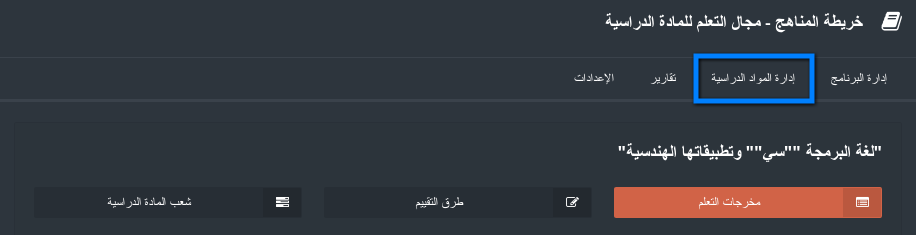 خريطة المناهج - مجال التعلم للمادة الدراسية
إدارة البرنامج إدارة المواد الدراسية تقارير الإعدادات
"لغة البرمجة ""سي"" وتطبيقاتها الهندسية"
مخرجات التعلم طرق التقييم شعب المادة الدراسية